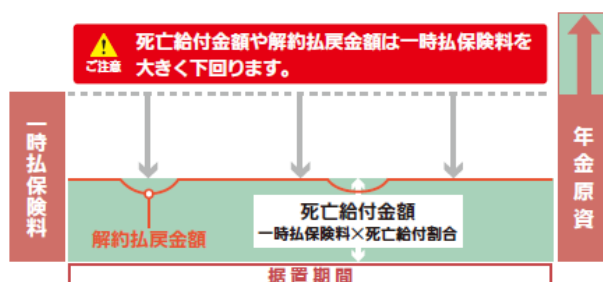 死亡給付金額や解約払戻金額は一時払保険料を
ご注意 大きく下回ります。
一時払保険料
年金原資
死亡給付金額
一時払保険料×死亡給付割合
解約払戻金額
据置期間